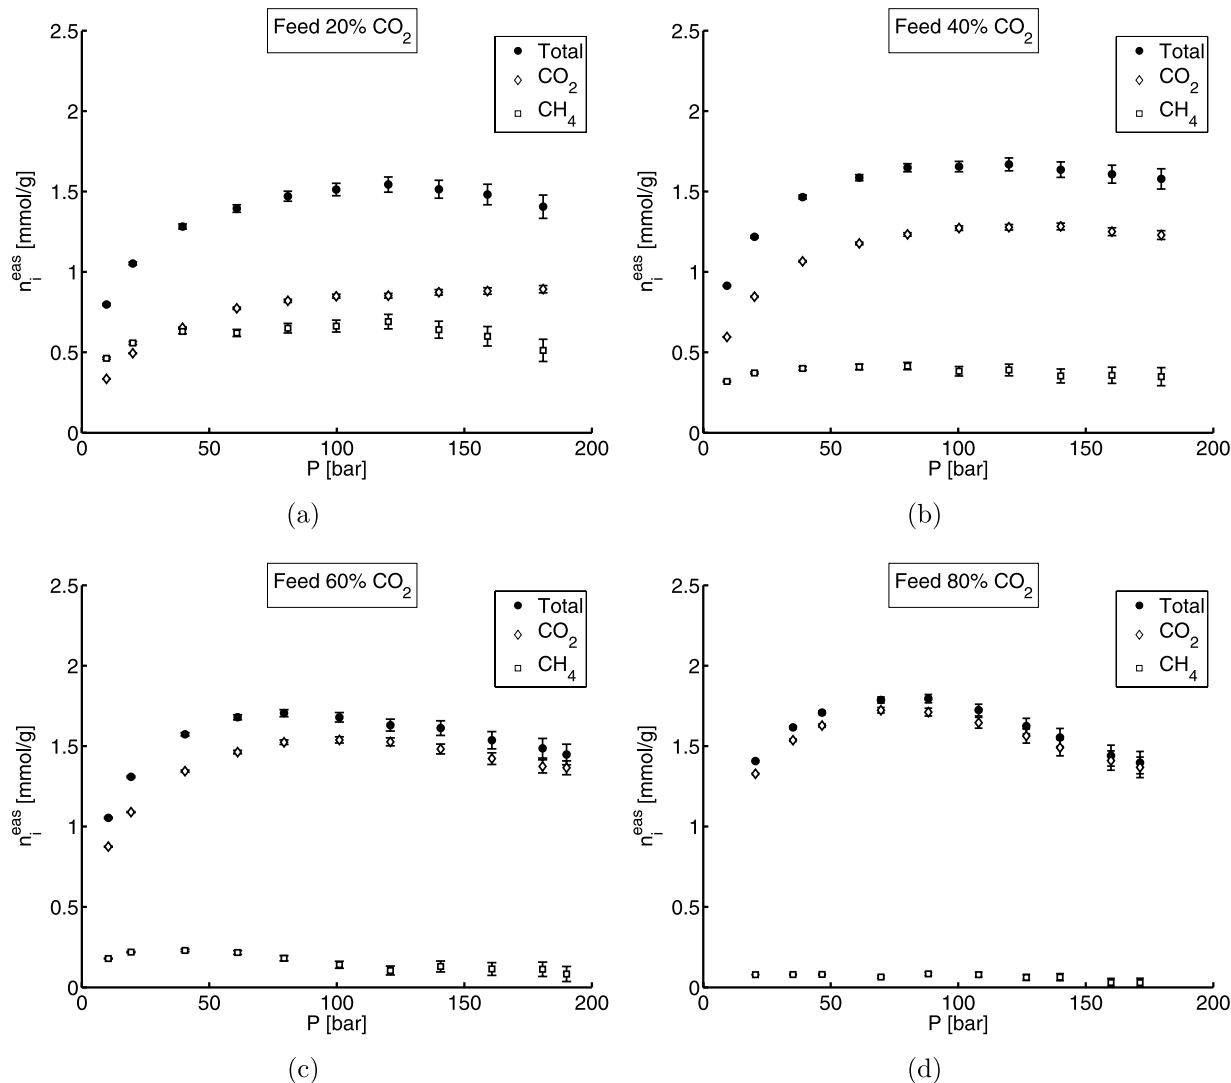 Feed 20% CO2
Total
CO2
CH4
2.5
2
1.5
1
0.5
0
n_i^eas [mmol/g]
0 50 100 150 200
P [bar]
(a)
Feed 40% CO2
Total
CO2
CH4
2.5
2
1.5
1
0.5
0
n_i^eas [mmol/g]
0 50 100 150 200
P [bar]
(b)
Feed 60% CO2
Total
CO2
CH4
2.5
2
1.5
1
0.5
0
n_i^eas [mmol/g]
0 50 100 150 200
P [bar]
(c)
Feed 80% CO2
Total
CO2
CH4
2.5
2
1.5
1
0.5
0
n_i^eas [mmol/g]
0 50 100 150 200
P [bar]
(d)